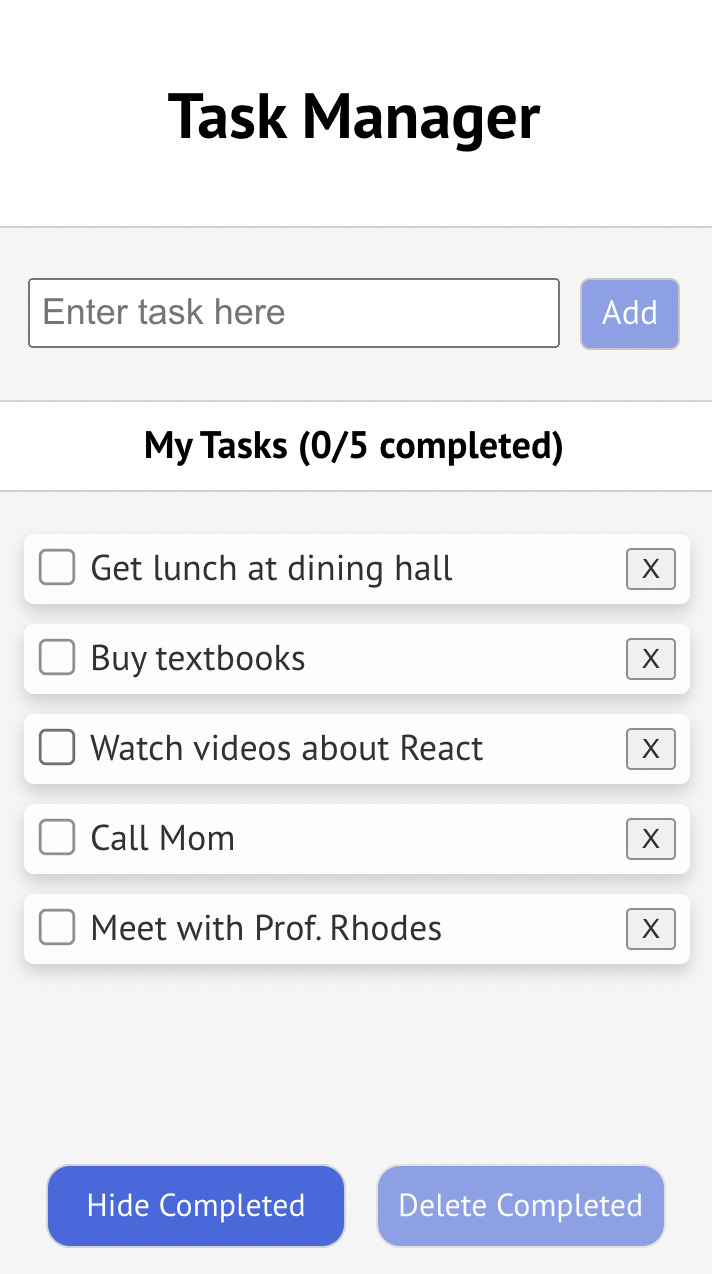 Task Manager
Enter task here
Add
My Tasks (0/5 completed)
Get lunch at dining hall
X
Buy textbooks
X
Watch videos about React
X
Call Mom
X
Meet with Prof. Rhodes
X
Hide Completed
Delete Completed